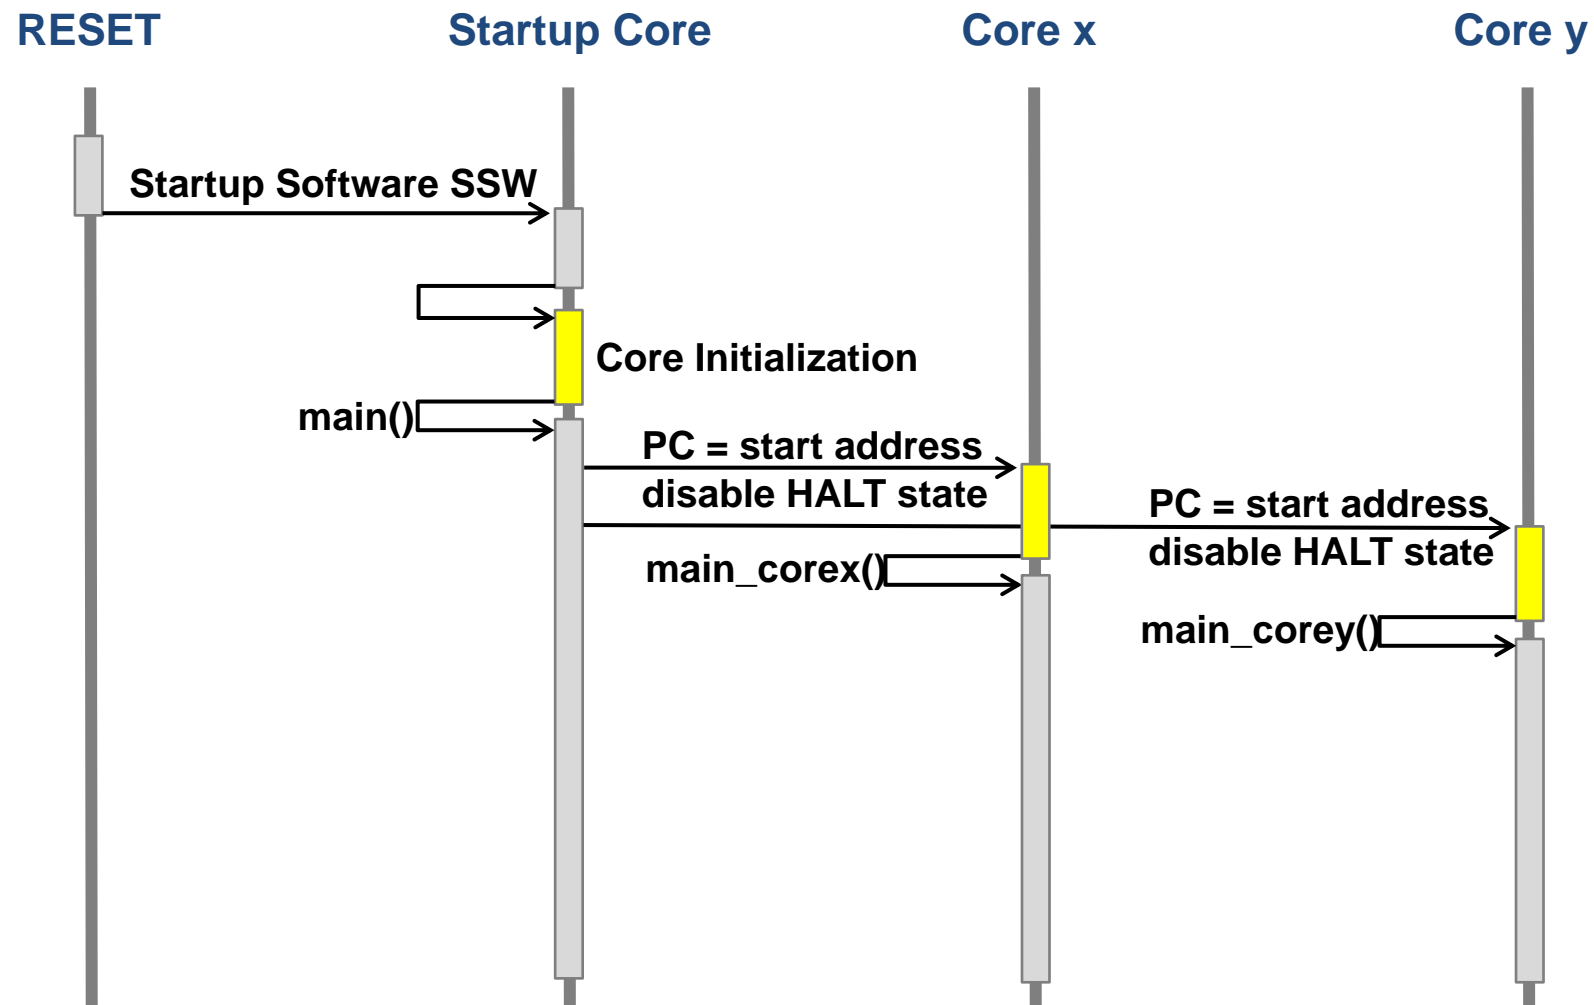 RESET
Startup Core
Core x
Core y
Startup Software SSW
Core Initialization
main()
PC = start address
disable HALT state
PC = start address
disable HALT state
main_corex()
main_corey()